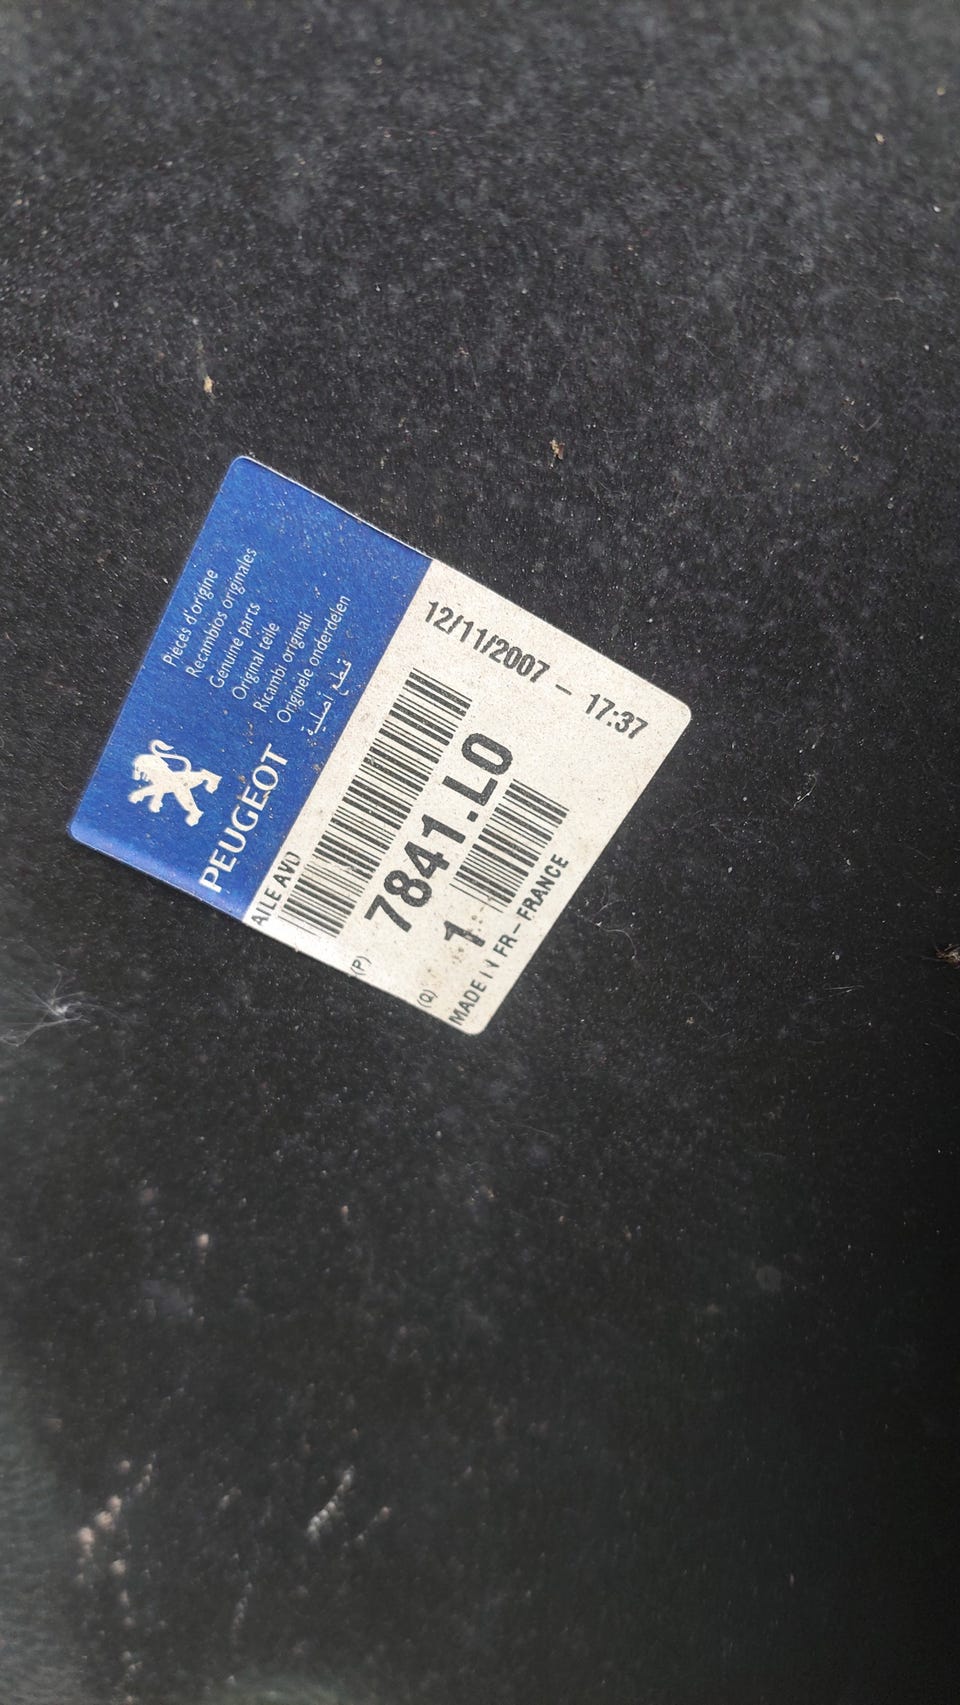 PEUGEOT
Pièces d'origine
Recambios originales
Genuine parts
Original teile
Ricambi originali
Originele onderdelen
قطع أصلية
AILE AVD
(P)
7841.L0
(Q)
1
MADE IN FR-FRANCE
12/11/2007 - 17:37